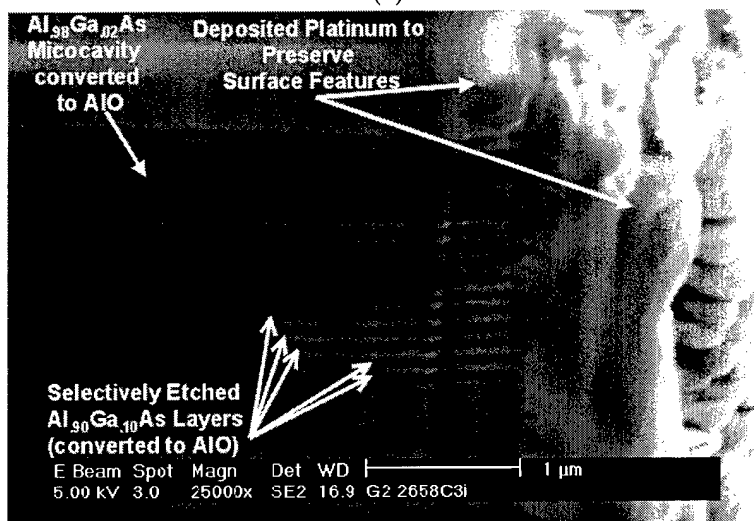 Al.98Ga.02As
Micocavity
converted
to AlO
Deposited Platinum to
Preserve
Surface Features
Selectively Etched
Al.90Ga.10As Layers
(converted to AlO)
E Beam Spot Magn Det WD 1 µm
5.00 kV 3.0 25000x SE2 16.9 G2 2658C3i